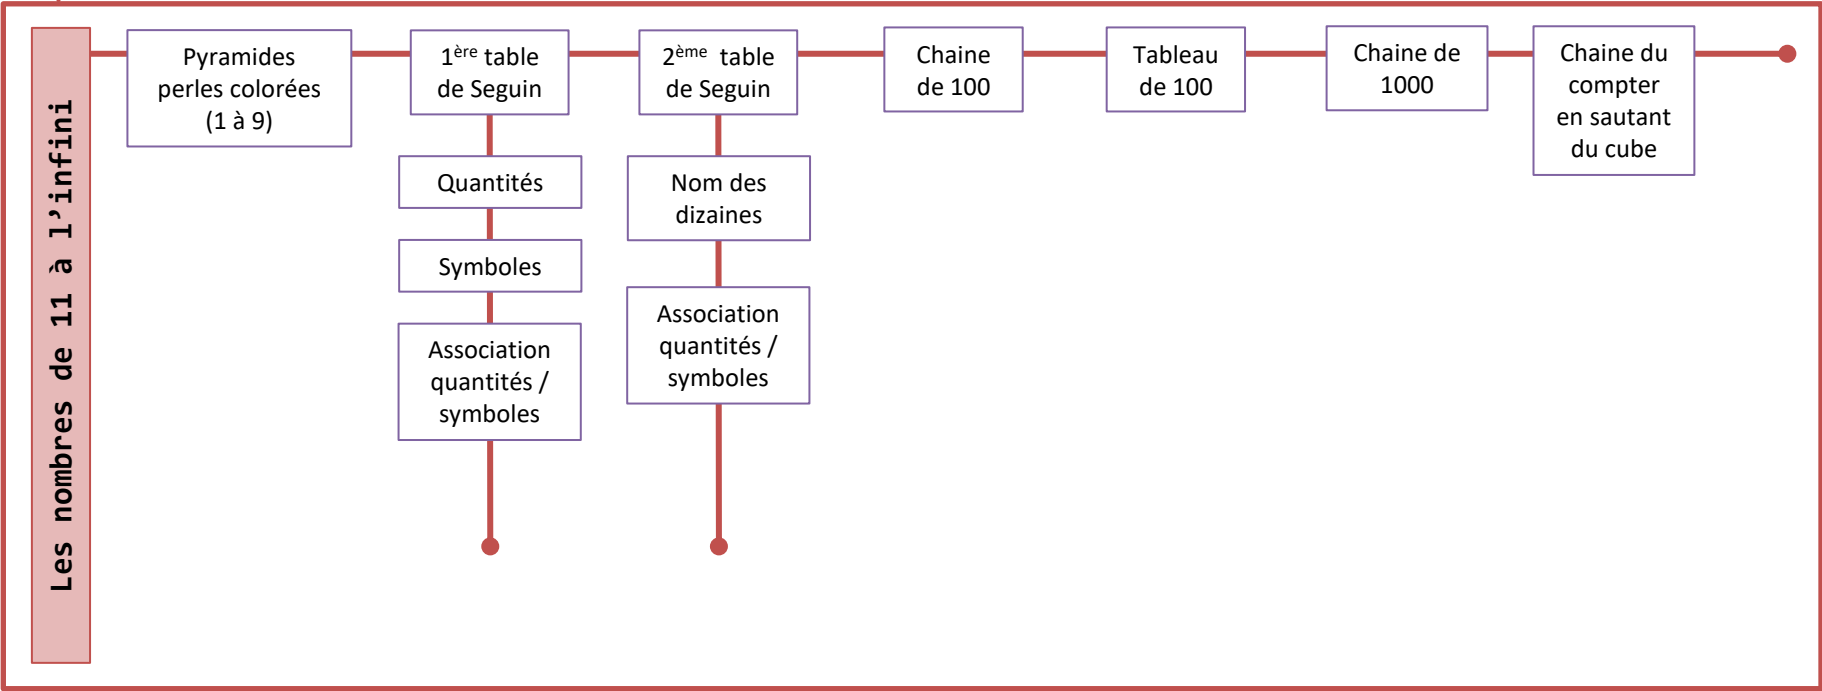 Les nombres de 11 à l’infini
Pyramides
perles colorées
(1 à 9)
1ère table
de Seguin
Quantités
Symboles
Association
quantités /
symboles
2ème table
de Seguin
Nom des
dizaines
Association
quantités /
symboles
Chaine
de 100
Tableau
de 100
Chaine de
1000
Chaine du
compter
en sautant
du cube